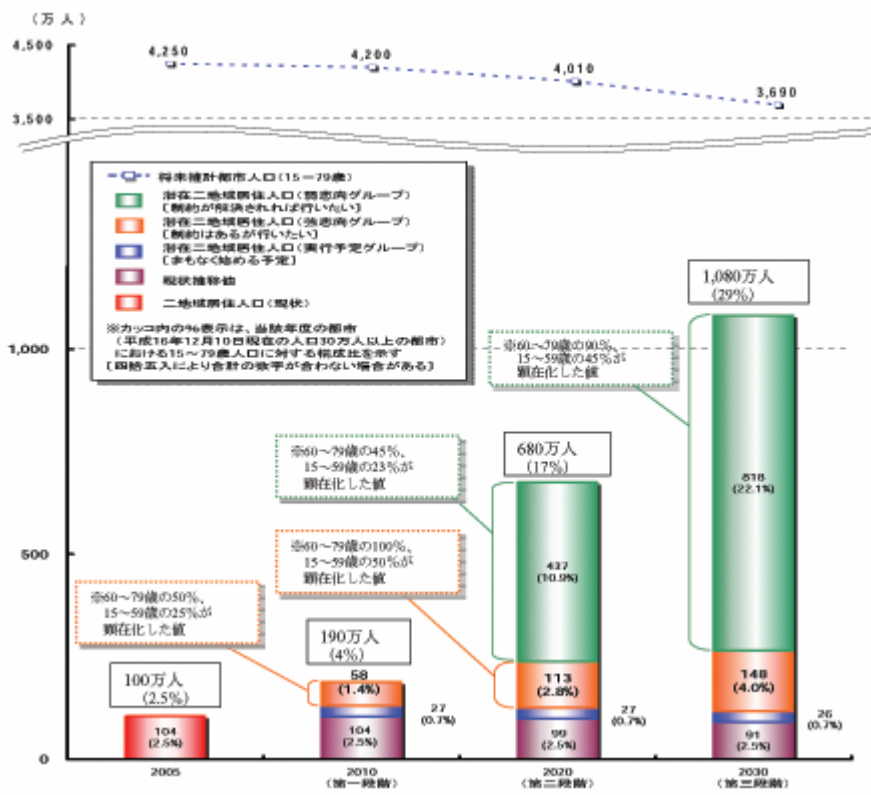 (万人)
4,500
4,250
4,200
4,010
3,690
3,500
将来推計都市人口(15-79歳)
潜在二地域居住人口(弱志向グループ)
[制約が解決されれば行いたい]
潜在二地域居住人口(強志向グループ)
[制約はあるが行いたい]
潜在二地域居住人口(実行予定グループ)
[まもなく始める予定]
現状推移値
二地域居住人口(現状)
※カッコ内の%表示は、当該年度の都市
(平成16年12月10日現在の人口30万人以上の都市)
における15~79歳人口に対する構成比を示す
[四捨五入により合計の数字が合わない場合がある]
1,080万人
(29%)
1,000
※60~79歳の90%、
15~59歳の45%が
顕在化した値
※60~79歳の45%、
15~59歳の23%が
顕在化した値
680万人
(17%)
818
(22.1%)
437
(10.9%)
500
※60~79歳の100%、
15~59歳の50%が
顕在化した値
※60~79歳の50%、
15~59歳の25%が
顕在化した値
190万人
(4%)
100万人
(2.5%)
58
(1.4%)
113
(2.8%)
148
(4.0%)
27
(0.7%)
27
(0.7%)
26
(0.7%)
104
(2.5%)
104
(2.5%)
99
(2.5%)
91
(2.5%)
0
2005
2010
(第一段階)
2020
(第二段階)
2030
(第三段階)